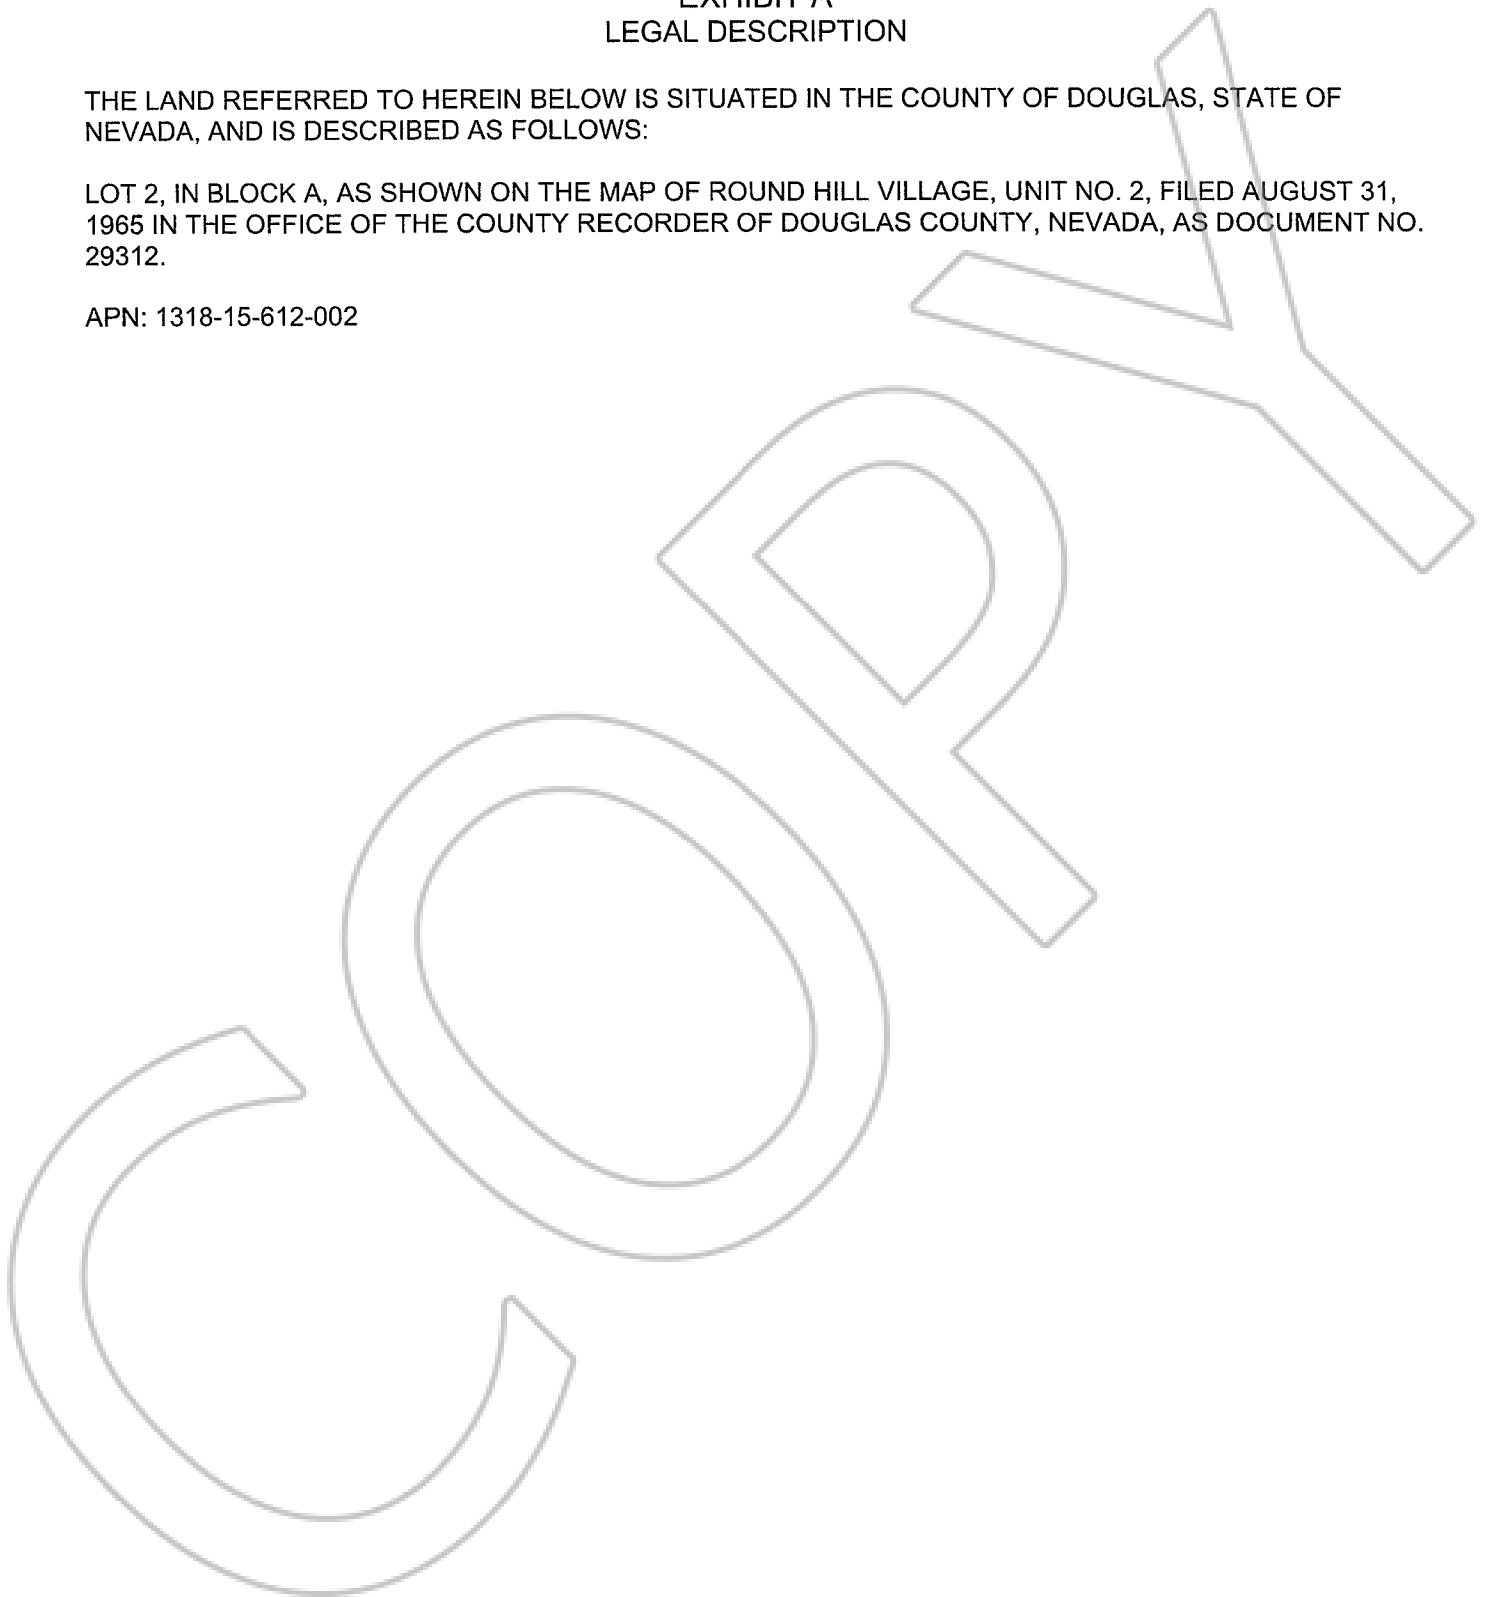 EXHIBIT A
LEGAL DESCRIPTION
THE LAND REFERRED TO HEREIN BELOW IS SITUATED IN THE COUNTY OF DOUGLAS, STATE OF
NEVADA, AND IS DESCRIBED AS FOLLOWS:
LOT 2, IN BLOCK A, AS SHOWN ON THE MAP OF ROUND HILL VILLAGE, UNIT NO. 2, FILED AUGUST 31,
1965 IN THE OFFICE OF THE COUNTY RECORDER OF DOUGLAS COUNTY, NEVADA, AS DOCUMENT NO.
29312.
APN: 1318-15-612-002
COPY